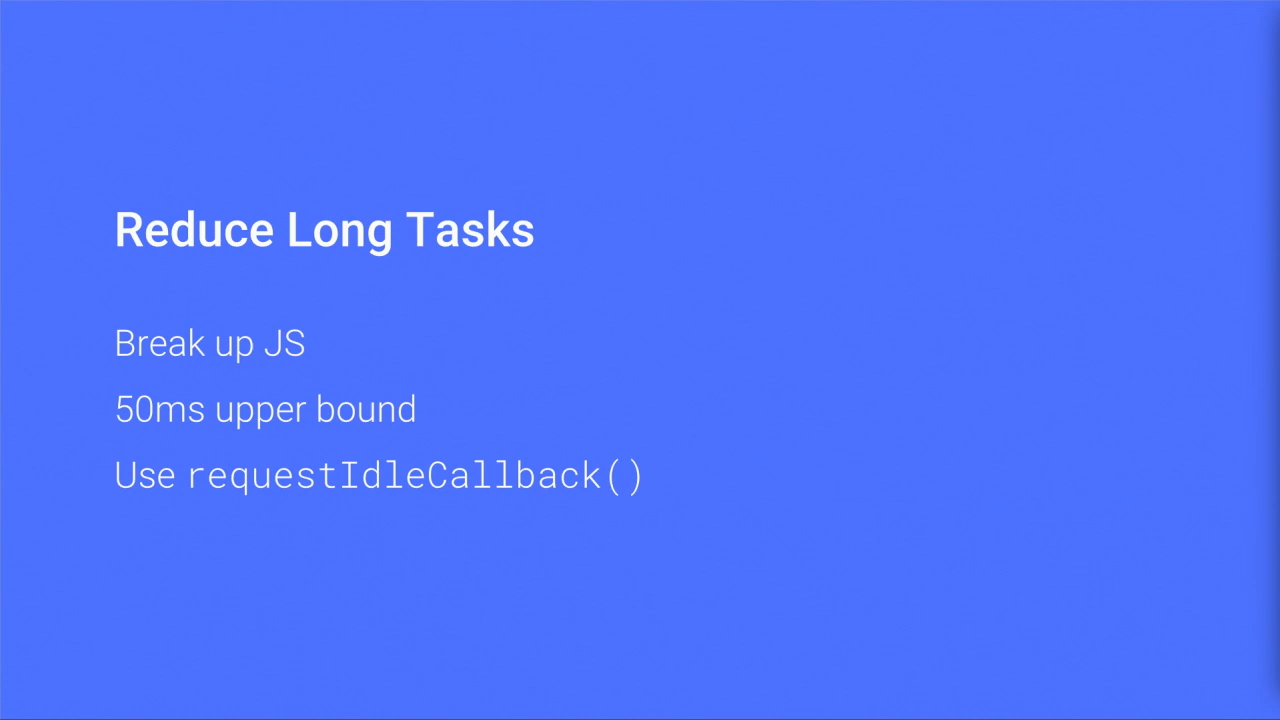 Reduce Long Tasks
Break up JS
50ms upper bound
Use requestIdleCallback()